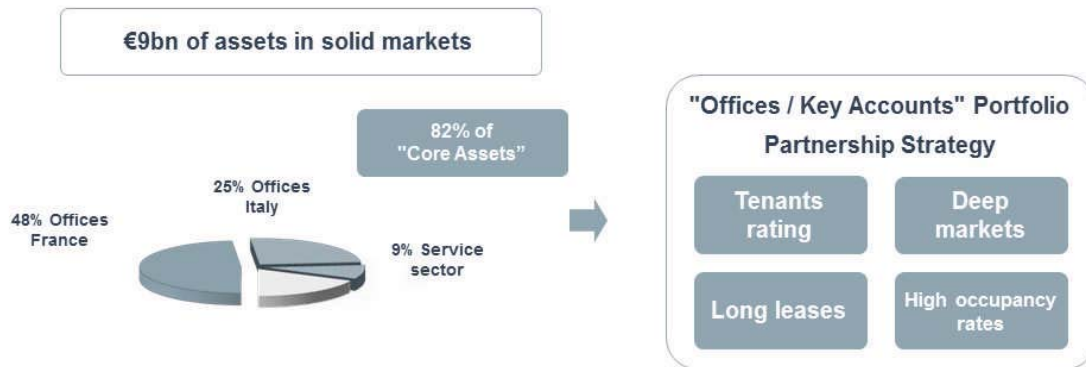 €9bn of assets in solid markets
82% of
"Core Assets”
25% Offices
Italy
48% Offices
France
9% Service
sector
"Offices / Key Accounts" Portfolio
Partnership Strategy
Tenants
rating
Deep
markets
Long leases
High occupancy
rates